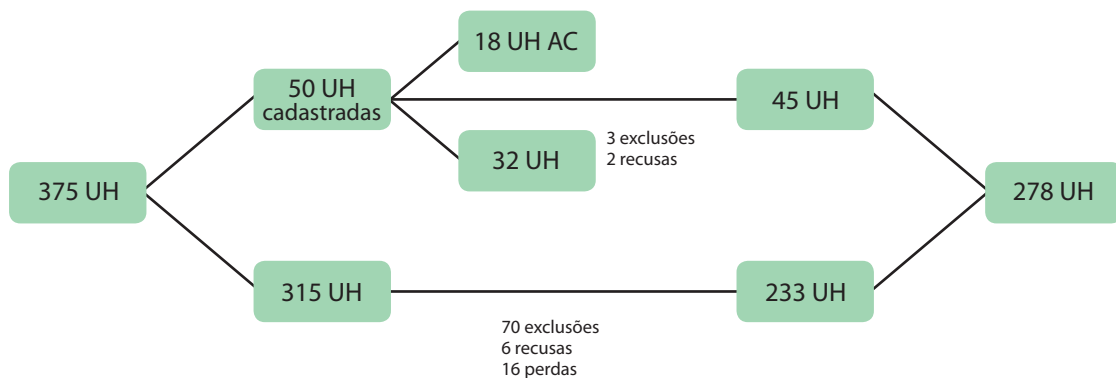 18 UH AC
50 UH
cadastradas
45 UH
3 exclusões
2 recusas
32 UH
375 UH
278 UH
315 UH
233 UH
70 exclusões
6 recusas
16 perdas